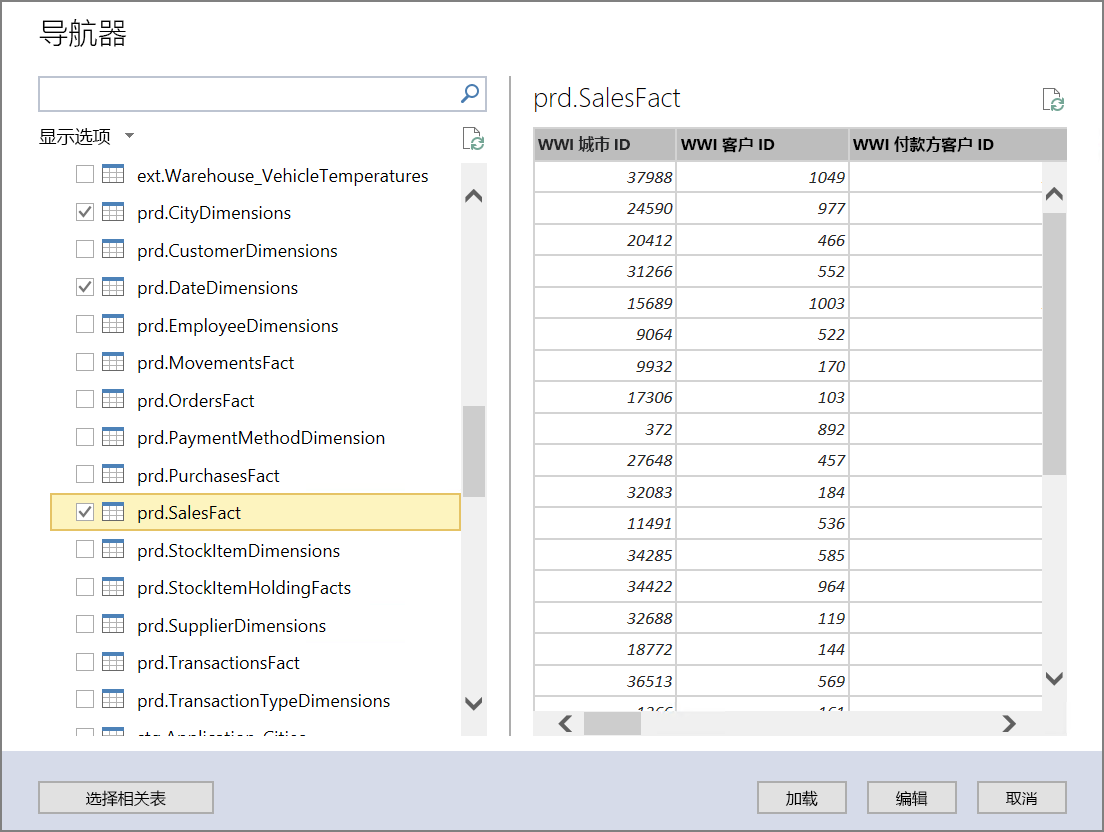 导航器
显示选项
ext.Warehouse_VehicleTemperatures
prd.CityDimensions
prd.CustomerDimensions
prd.DateDimensions
prd.EmployeeDimensions
prd.MovementsFact
prd.OrdersFact
prd.PaymentMethodDimension
prd.PurchasesFact
prd.SalesFact
prd.StockItemDimensions
prd.StockItemHoldingFacts
prd.SupplierDimensions
prd.TransactionsFact
prd.TransactionTypeDimensions
prd.SalesFact
WWI 城市 ID WWI 客户 ID WWI 付款方客户 ID
37988 1049
24590 977
20412 466
31266 552
15689 1003
9064 522
9932 170
17306 103
372 892
27648 457
32083 184
11491 536
34285 585
34422 964
32688 119
18772 144
36513 569
选择相关表 加载 编辑 取消